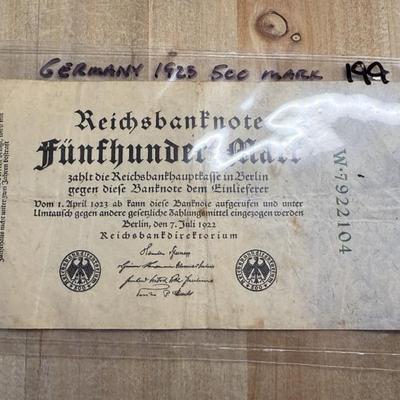 GERMANY 1923 500 MARK 199
Reichsbanknote
Fünfhundert Mark
zahlt die Reichsbankhauptkasse in Berlin
gegen diese Banknote dem Einlieferer
Vom 1. April 1923 ab kann diese Banknote aufgerufen und unter
Umtausch gegen andere gesetzliche Zahlungsmittel eingezogen werden
Berlin, den 7. Juli 1922
Reichsbankdirektorium
W·7922104